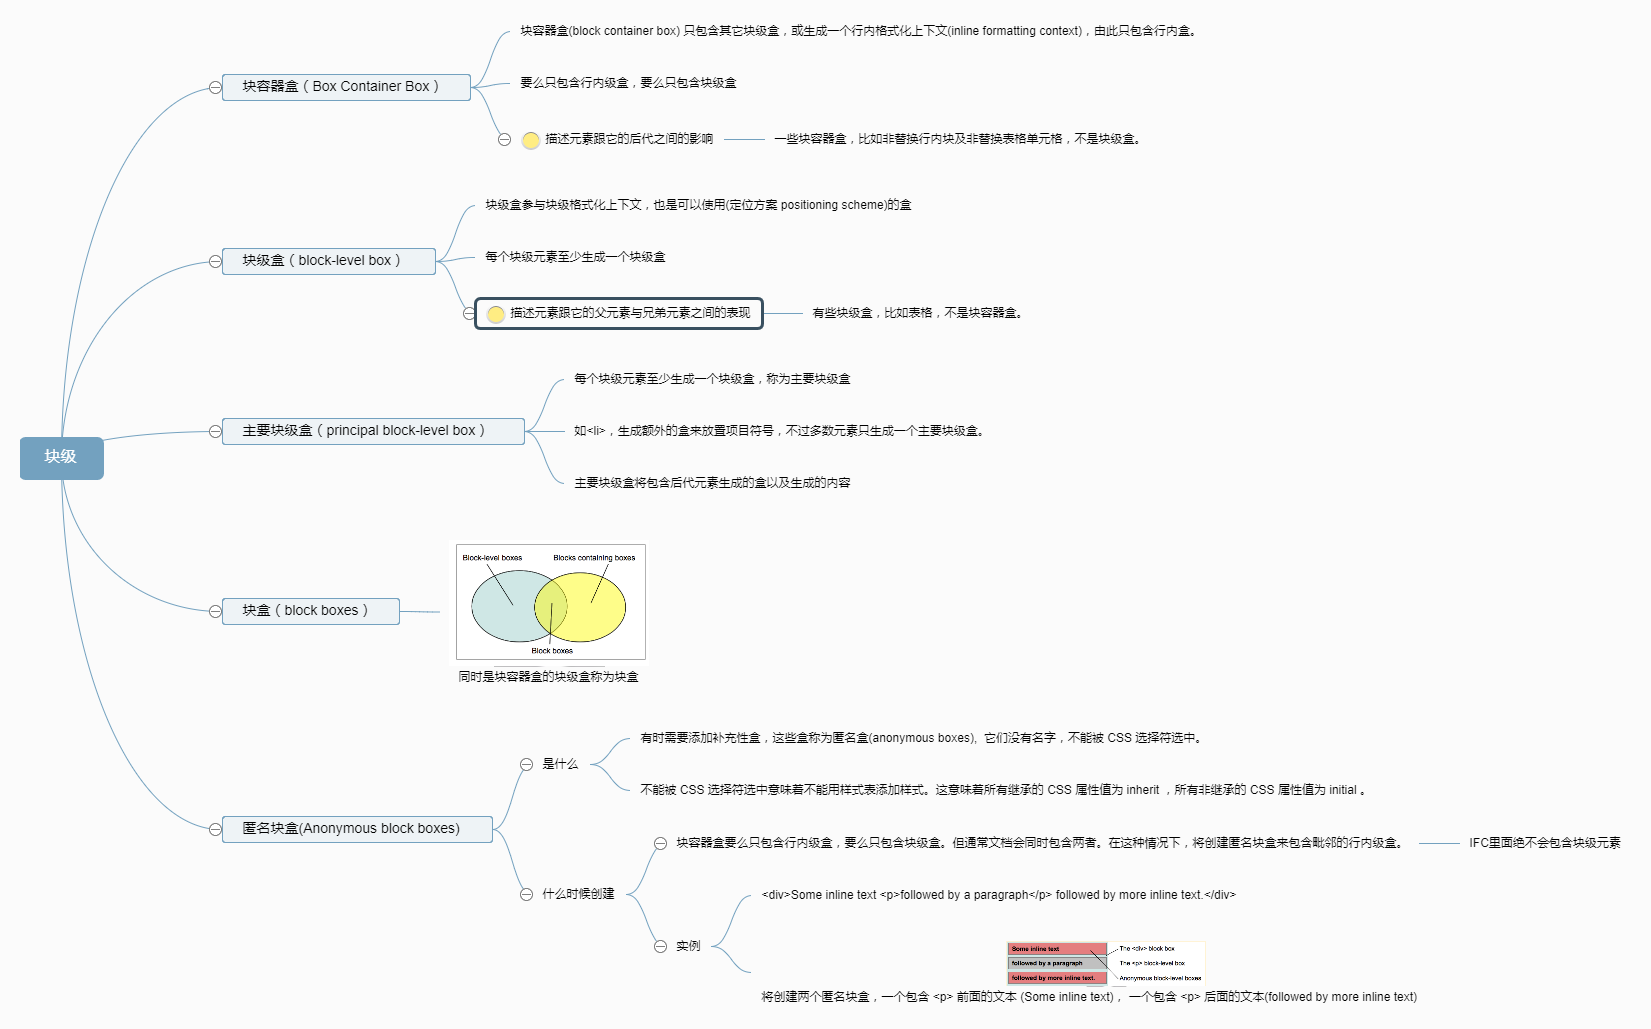 块容器盒(block container box) 只包含其它块级盒，或生成一个行内格式化上下文(inline formatting context)，由此只包含行内盒。
块容器盒（Box Container Box）
要么只包含行内级盒，要么只包含块级盒
描述元素跟它的后代之间的影响
一些块容器盒，比如非替换行内块及非替换表格单元格，不是块级盒。
块级盒参与块级格式化上下文，也是可以使用(定位方案 positioning scheme)的盒
块级盒（block-level box）
每个块级元素至少生成一个块级盒
描述元素跟它的父元素与兄弟元素之间的表现
有些块级盒，比如表格，不是块容器盒。
每个块级元素至少生成一个块级盒，称为主要块级盒
主要块级盒（principal block-level box）
如<li>，生成额外的盒来放置项目符号，不过多数元素只生成一个主要块级盒。
块级
主要块级盒将包含后代元素生成的盒以及生成的内容
Block-level boxes
Blocks containing boxes
块盒（block boxes）
Block boxes
同时是块容器盒的块级盒称为块盒
有时需要添加补充性盒，这些盒称为匿名盒(anonymous boxes)，它们没有名字，不能被 CSS 选择符选中。
是什么
不能被 CSS 选择符选中意味着不能用样式表添加样式。这意味着所有继承的 CSS 属性值为 inherit ，所有非继承的 CSS 属性值为 initial 。
匿名块盒(Anonymous block boxes)
块容器盒要么只包含行内级盒，要么只包含块级盒。但通常文档会同时包含两者。在这种情况下，将创建匿名块盒来包含毗邻的行内级盒。
IFC里面绝不会包含块级元素
什么时候创建
<div>Some inline text <p>followed by a paragraph</p> followed by more inline text.</div>
实例
Some inline text
The <div> block box
followed by a paragraph
The <p> block-level box
followed by more inline text.
Anonymous block-level boxes
将创建两个匿名块盒，一个包含 <p> 前面的文本 (Some inline text)， 一个包含 <p> 后面的文本(followed by more inline text)